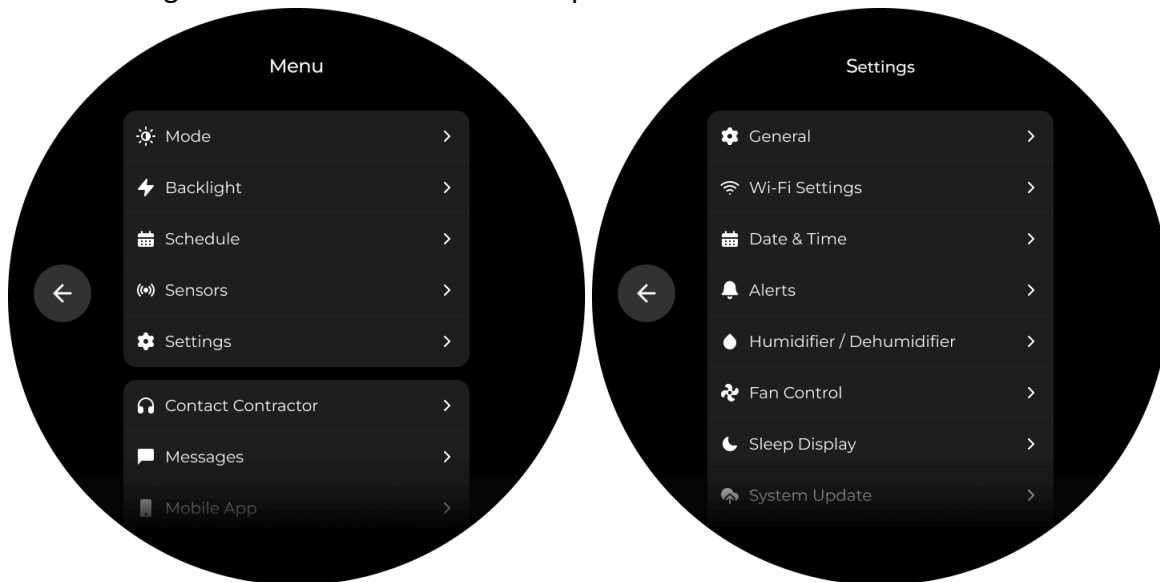 Menu
Mode
Backlight
Schedule
Sensors
Settings
Contact Contractor
Messages
Mobile App
Settings
General
Wi-Fi Settings
Date & Time
Alerts
Humidifier / Dehumidifier
Fan Control
Sleep Display
System Update